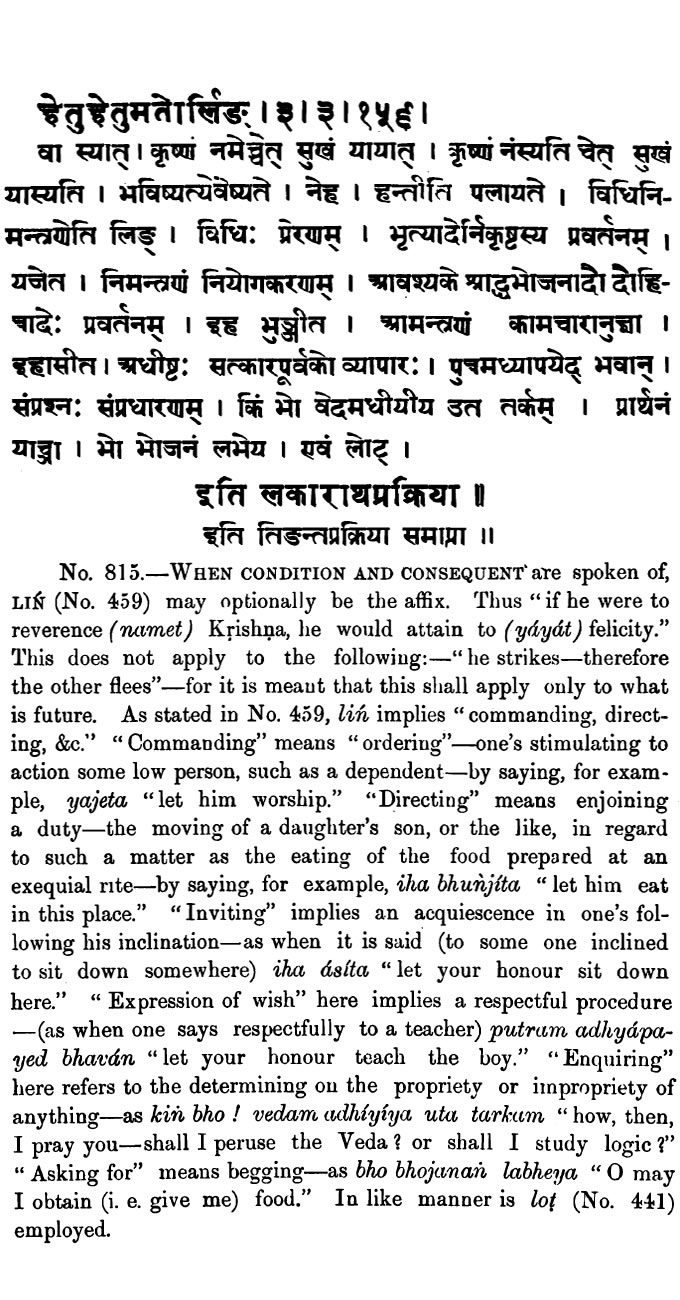 हेतुहेतुमतोर्लिङ् । ३ । ३ । १५६ ।
वा स्यात् । कृष्णं नमेच्चेत् सुखं यायात् । कृष्णं नंस्यति चेत् सुखं
यास्यति । भविष्यत्येवेष्यते । नेह । हन्तीति पलायते । विधिनि-
मन्त्रणेति लिङ् । विधिः प्रेरणम् । भृत्यादेर्निकृष्टस्य प्रवर्तनम् ।
यजेत । निमन्त्रणं नियोगकरणम् । आवश्यके श्राद्धभोजनादौ दौहि-
त्रादेः प्रवर्तनम् । इह भुञ्जीत । आमन्त्रणं कामचारानुज्ञा ।
इहासीत । अधीष्टः सत्कारपूर्वको व्यापारः । पुत्रमध्यापयेद् भवान् ।
संप्रश्नः संप्रधारणम् । किं भो वेदमधीयीय उत तर्कम् । प्रार्थनं
याच्ञा । भो भोजनं लभेय । एवं लोट् ।
इति लकाराथप्रक्रिया ॥
इति तिङन्तप्रक्रिया समाप्ता ॥
No. 815.—WHEN CONDITION AND CONSEQUENT are spoken of,
LIŃ (No. 459) may optionally be the affix. Thus “if he were to
reverence (namet) Kṛishṇa, he would attain to (yáyát) felicity.”
This does not apply to the following:—“he strikes—therefore
the other flees”—for it is meant that this shall apply only to what
is future. As stated in No. 459, liń implies “commanding, direct-
ing, &c.” “Commanding” means “ordering”—one’s stimulating to
action some low person, such as a dependent—by saying, for exam-
ple, yajeta “let him worship.” “Directing” means enjoining
a duty—the moving of a daughter’s son, or the like, in regard
to such a matter as the eating of the food prepared at an
exequial rite—by saying, for example, iha bhuńjíta “let him eat
in this place.” “Inviting” implies an acquiescence in one’s fol-
lowing his inclination—as when it is said (to some one inclined
to sit down somewhere) iha ásíta “let your honour sit down
here.” “Expression of wish” here implies a respectful procedure
—(as when one says respectfully to a teacher) putram adhyápa-
yed bhaván “let your honour teach the boy.” “Enquiring”
here refers to the determining on the propriety or impropriety of
anything—as kiń bho ! vedam adhíyíya uta tarkam “how, then,
I pray you—shall I peruse the Veda? or shall I study logic?”
“Asking for” means begging—as bho bhojanań labheya “O may
I obtain (i. e. give me) food.” In like manner is loṭ (No. 441)
employed.